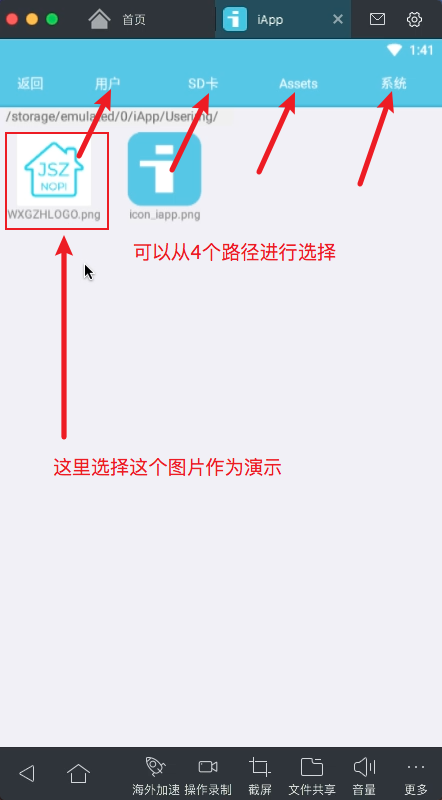 首页
iApp
1:41
返回
用户
SD卡
Assets
系统
/storage/emulated/0/iApp/UserImg/
JSZ
NOPI
WXGZHLOGO.png
icon_iapp.png
可以从4个路径进行选择
这里选择这个图片作为演示
海外加速
操作录制
截屏
文件共享
音量
更多